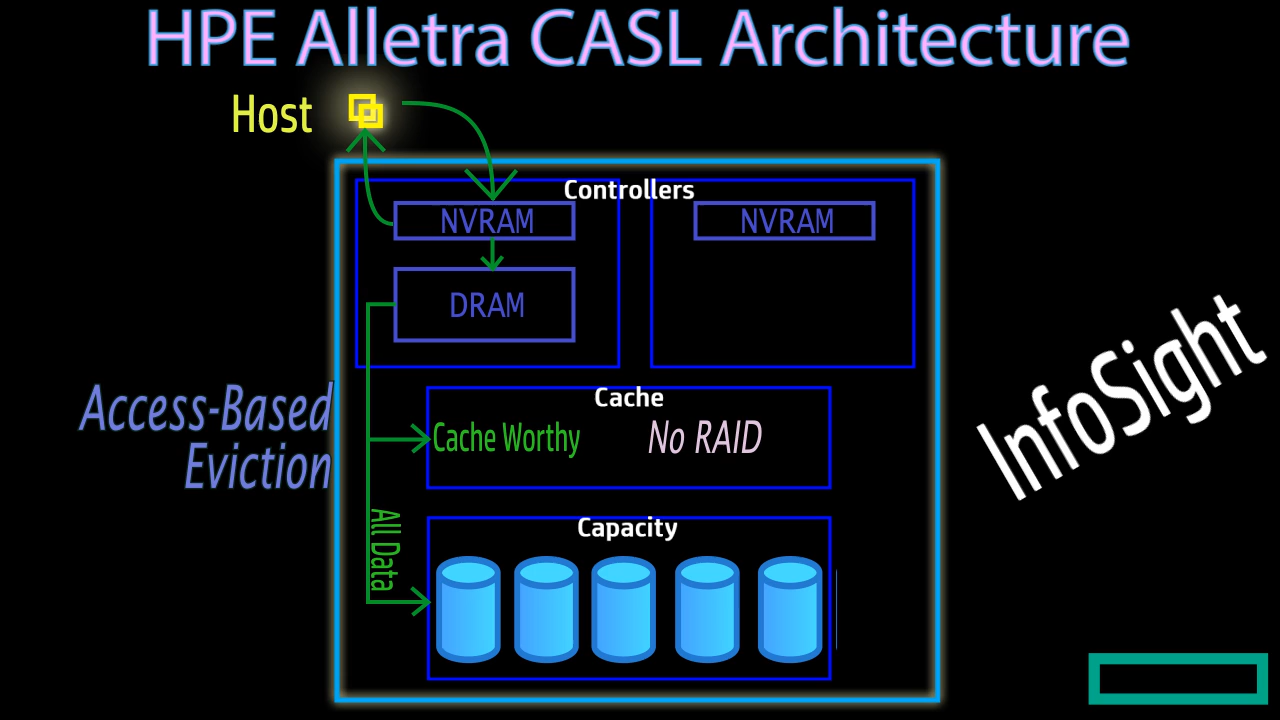 HPE Alletra CASL Architecture
Host
Controllers
NVRAM
NVRAM
DRAM
Access-Based
Eviction
Cache
Cache Worthy
No RAID
InfoSight
All Data
Capacity